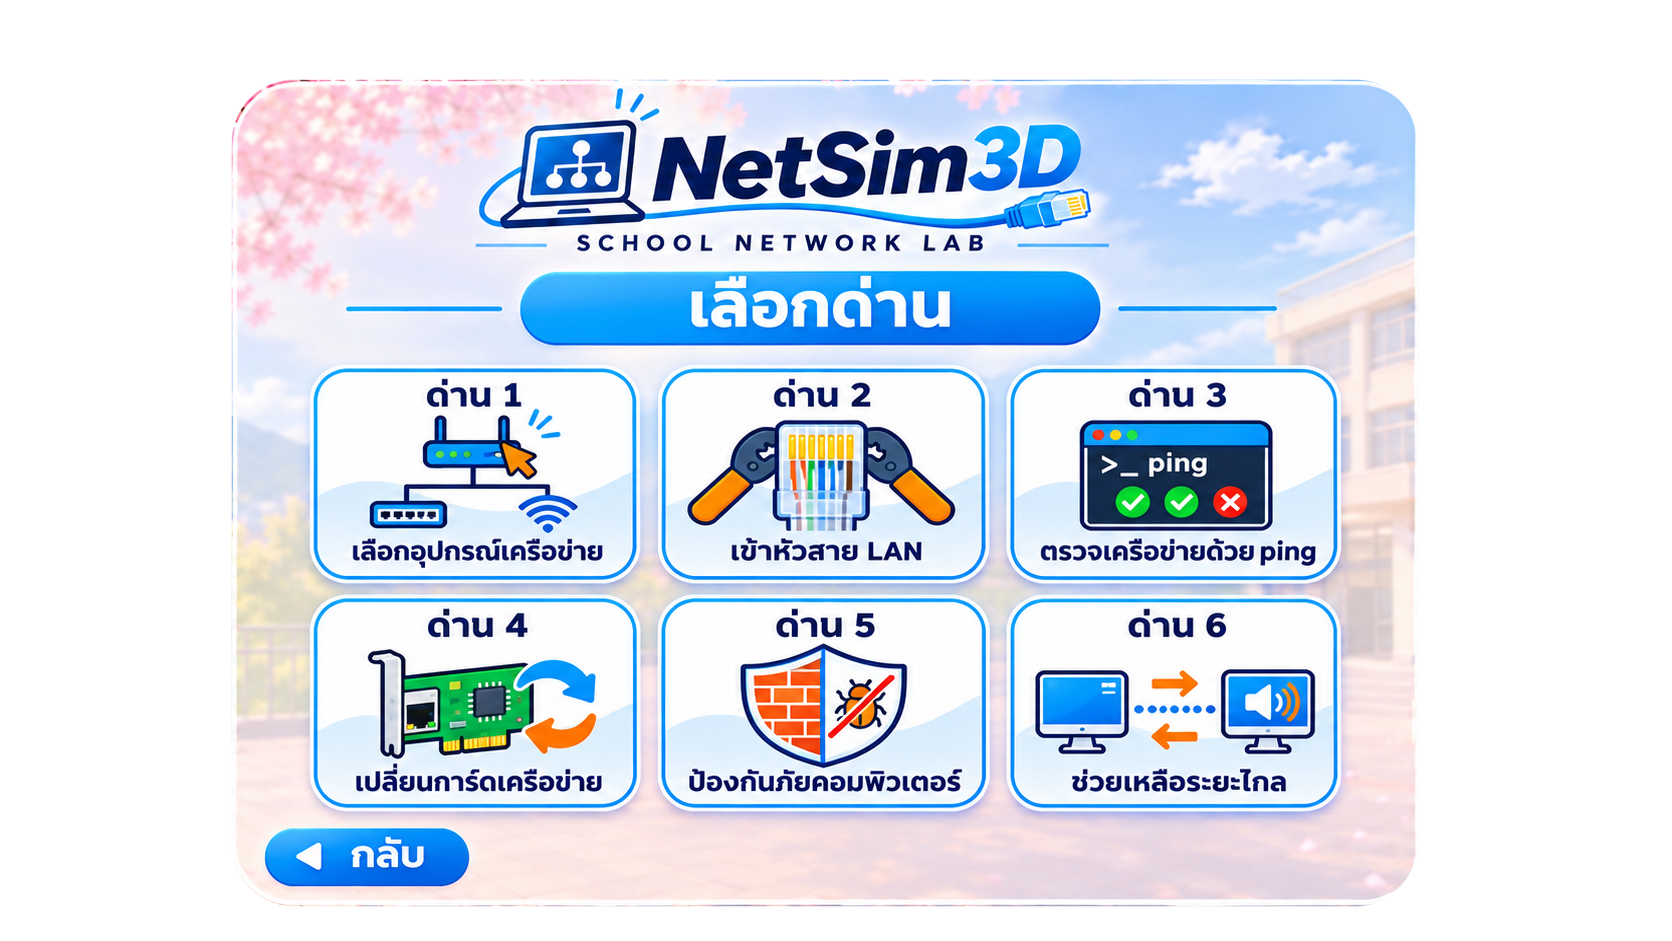 NetSim3D
SCHOOL NETWORK LAB
เลือกด่าน
ด่าน 1
เลือกอุปกรณ์เครือข่าย
ด่าน 2
เข้าหัวสาย LAN
ด่าน 3
>_ ping
ตรวจเครือข่ายด้วย ping
ด่าน 4
เปลี่ยนการ์ดเครือข่าย
ด่าน 5
ป้องกันภัยคอมพิวเตอร์
ด่าน 6
ช่วยเหลือระยะไกล
กลับ